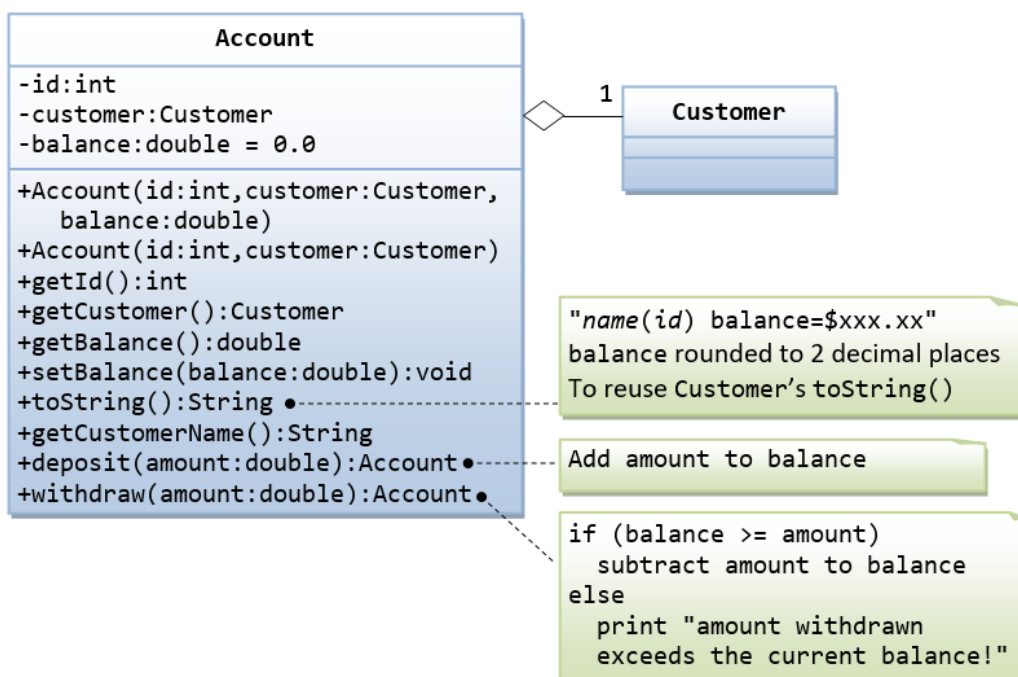 Account
-id:int
-customer:Customer
-balance:double = 0.0
+Account(id:int,customer:Customer,
balance:double)
+Account(id:int,customer:Customer)
+getId():int
+getCustomer():Customer
+getBalance():double
+setBalance(balance:double):void
+toString():String
+getCustomerName():String
+deposit(amount:double):Account
+withdraw(amount:double):Account
1
Customer
"name(id) balance=$xxx.xx"
balance rounded to 2 decimal places
To reuse Customer's toString()
Add amount to balance
if (balance >= amount)
subtract amount to balance
else
print "amount withdrawn
exceeds the current balance!"